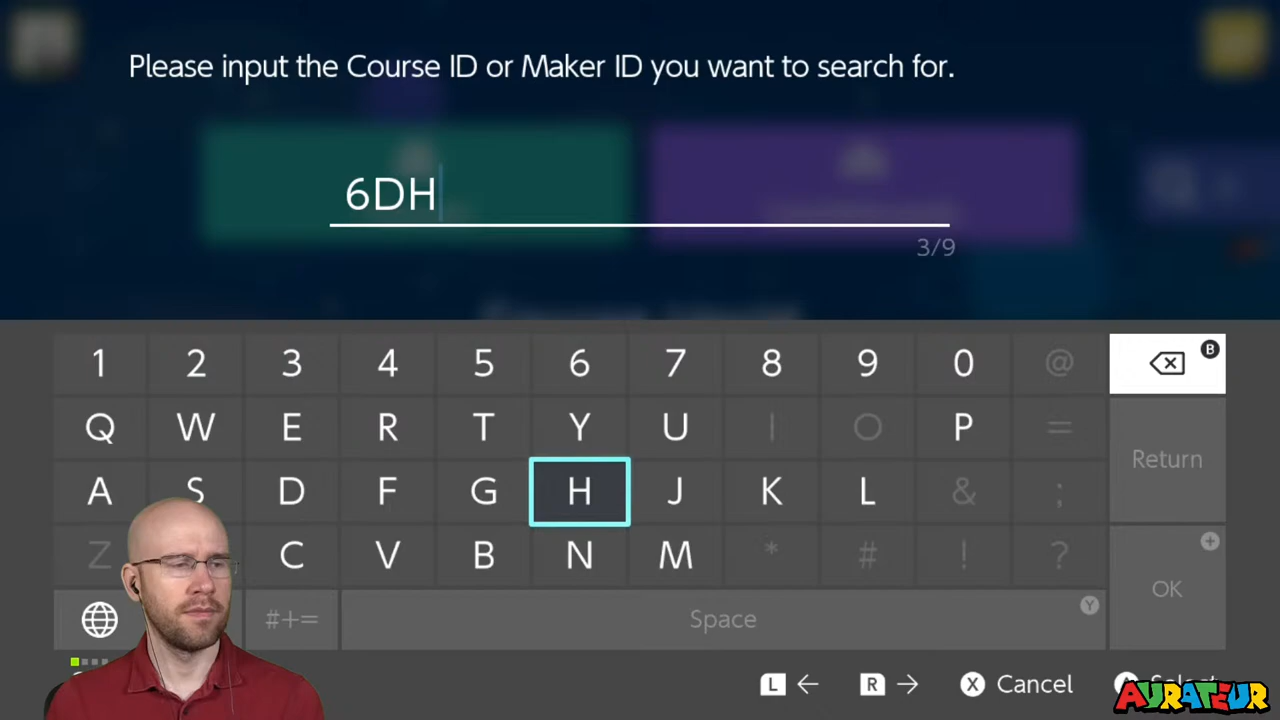 Please input the Course ID or Maker ID you want to search for.
6DH
3/9
1 2 3 4 5 6 7 8 9 0 @ B
Q W E R T Y U I O P =
Return
A S D F G H J K L & ;
Z C V B N M * # ! ? +
OK
#+= Space Y
L ← R → X Cancel Select
AURATEUR